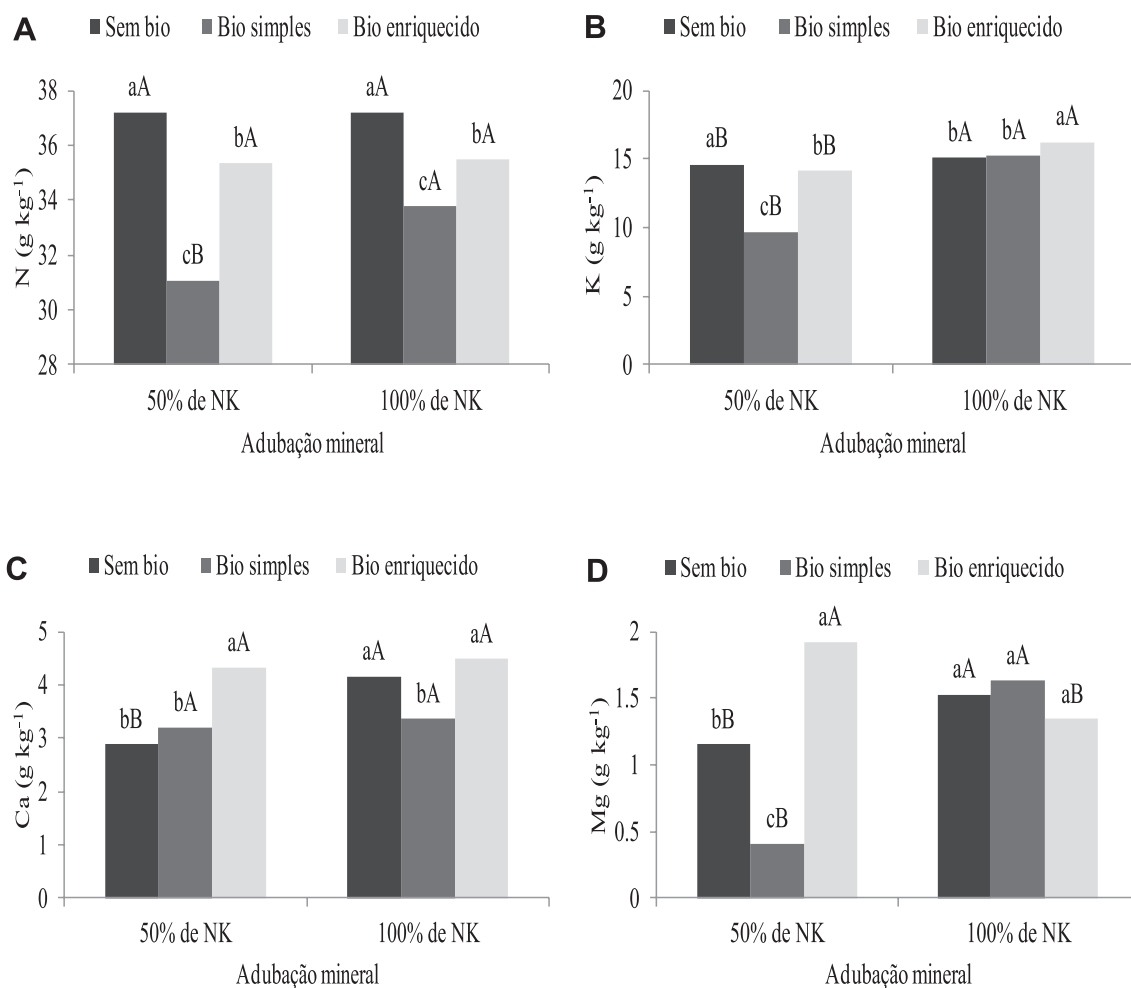 A
Sem bio Bio simples Bio enriquecido
N (g kg⁻¹)
38
36
34
32
30
28
aA
cB
bA
aA
cA
bA
50% de NK 100% de NK
Adubação mineral
B
Sem bio Bio simples Bio enriquecido
K (g kg⁻¹)
20
15
10
5
0
aB
cB
bB
bA
bA
aA
50% de NK 100% de NK
Adubação mineral
C
Sem bio Bio simples Bio enriquecido
Ca (g kg⁻¹)
5
4
3
2
1
0
bB
bA
aA
aA
bA
aA
50% de NK 100% de NK
Adubação mineral
D
Sem bio Bio simples Bio enriquecido
Mg (g kg⁻¹)
2
1.5
1
0.5
0
bB
cB
aA
aA
aA
aB
50% de NK 100% de NK
Adubação mineral